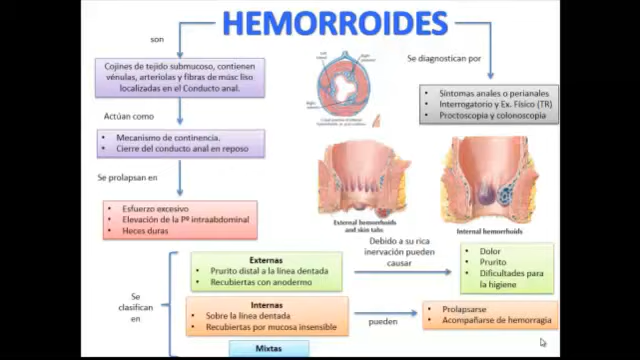 HEMORROIDES
son
Cojines de tejido submucoso, contienen
vénulas, arteriolas y fibras de másc liso
localizadas en el Conducto anal.
Actúan como
• Mecanismo de continencia.
• Cierre del conducto anal en reposo
Se prolapsan en
• Esfuerzo excesivo
• Elevación de la Pº intraabdominal
• Heces duras
Se diagnostican por
• Síntomas anales o perianales
• Interrogatorio y Ex. Físico (TR)
• Proctoscopia y colonoscopia
External hemorrhoids
and skin tabs
Internal hemorrhoids
Se
clasifican
en
Externas
• Prurito distal a la línea dentada
• Recubiertas con anodermo
Debido a su rica
inervación pueden
causar
• Dolor
• Prurito
• Dificultades para
la higiene
Internas
• Sobre la línea dentada
• Recubiertas por mucosa insensible
pueden
• Prolapsarse
• Acompañarse de hemorragia
Mixtas